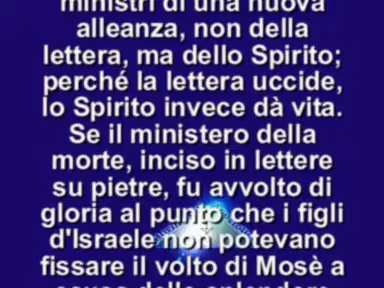 ministri di una nuova
alleanza, non della
lettera, ma dello Spirito;
perché la lettera uccide,
lo Spirito invece dà vita.
Se il ministero della
morte, inciso in lettere
su pietre, fu avvolto di
gloria al punto che i figli
d'Israele non potevano
fissare il volto di Mosè a
causa dello splendore